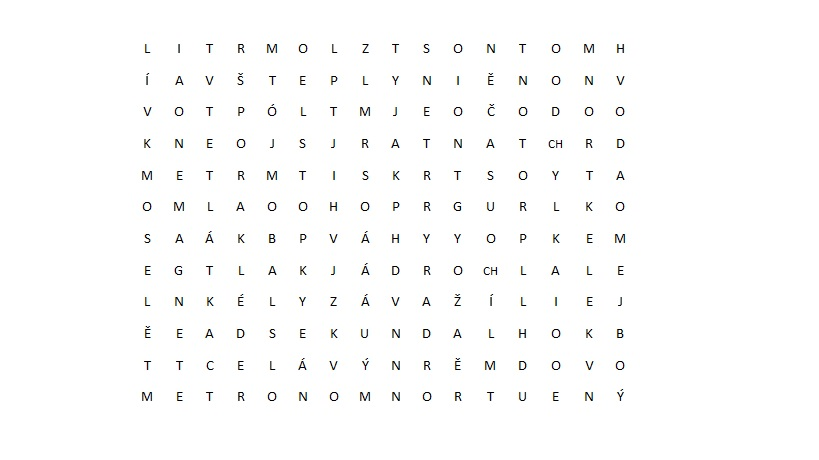 L I T R M O L Z T S O N T O M H
Í A V Š T E P L Y N I Ě N O N V
V O T P Ó L T M J E O Č O D O O
K N E O J S J R A T N A T CH R D
M E T R M T I S K R T S O Y T A
O M L A O O H O P R G U R L K O
S A Á K B P V Á H Y Y O P K E M
E G T L A K J Á D R O CH L A L E
L N K É L Y Z Á V A Ž Í L I E J
Ě E A D S E K U N D A L H O K B
T T C E L Á V Ý N R Ě M D O V O
M E T R O N O M N O R T U E N Ý